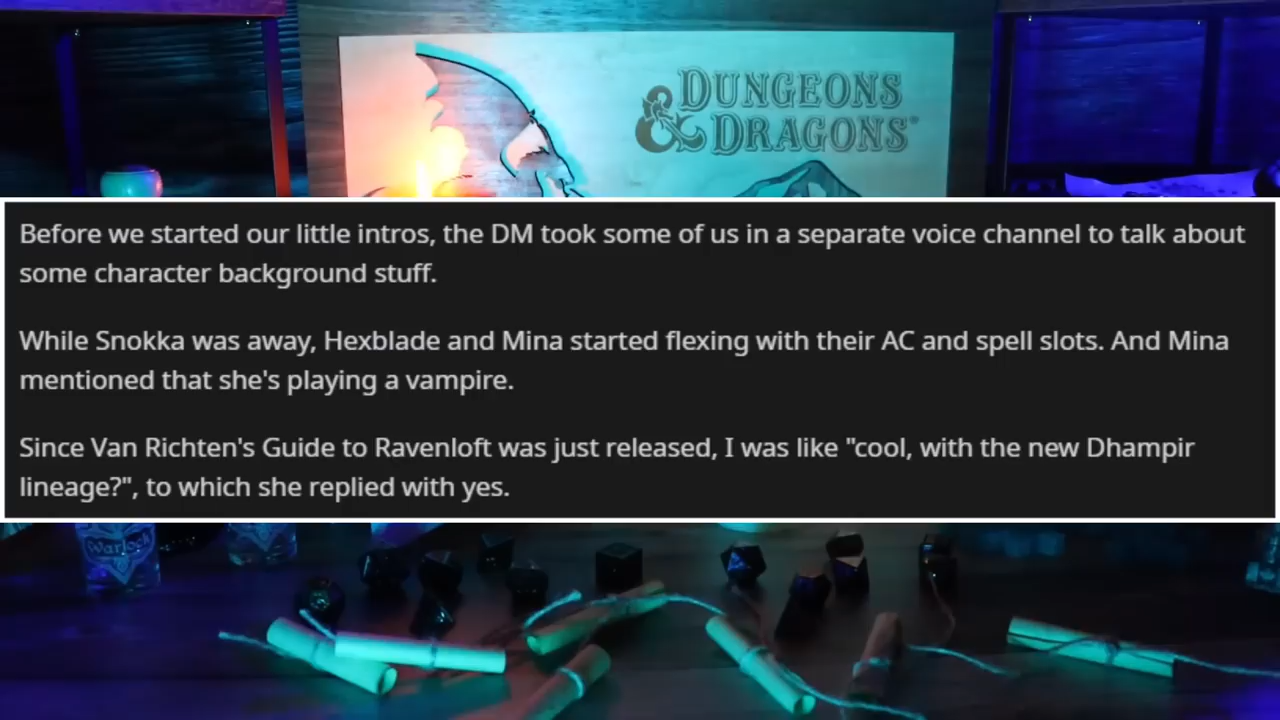 DUNGEONS
& DRAGONS®
Before we started our little intros, the DM took some of us in a separate voice channel to talk about
some character background stuff.
While Snokka was away, Hexblade and Mina started flexing with their AC and spell slots. And Mina
mentioned that she's playing a vampire.
Since Van Richten's Guide to Ravenloft was just released, I was like "cool, with the new Dhampir
lineage?", to which she replied with yes.
Warlock